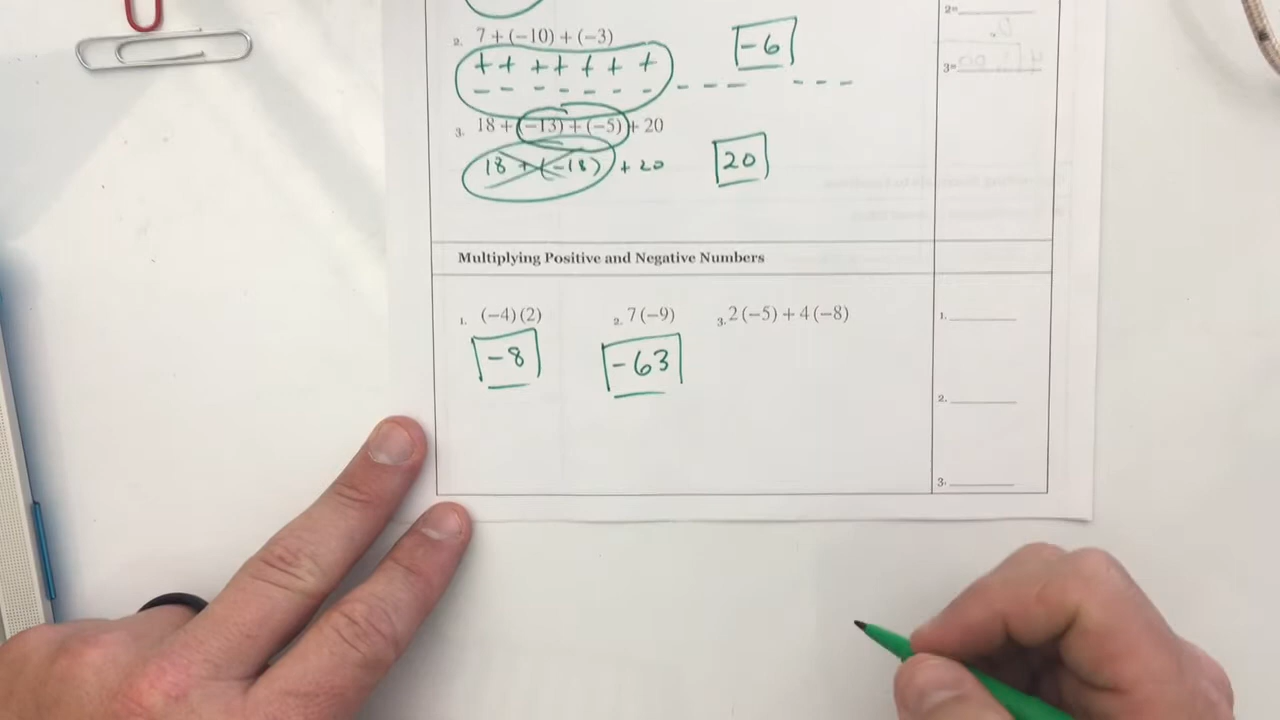 2. 7 + (−10) + (−3)
−6
+ + + + + + +
− − − − − − − − − − − − −
3. 18 + (−13) + (−5) + 20
18 + (−18) + 20
20
2=
3=
Multiplying Positive and Negative Numbers
1. (−4)(2)
2. 7(−9)
3. 2(−5) + 4(−8)
−8
−63
1.
2.
3.